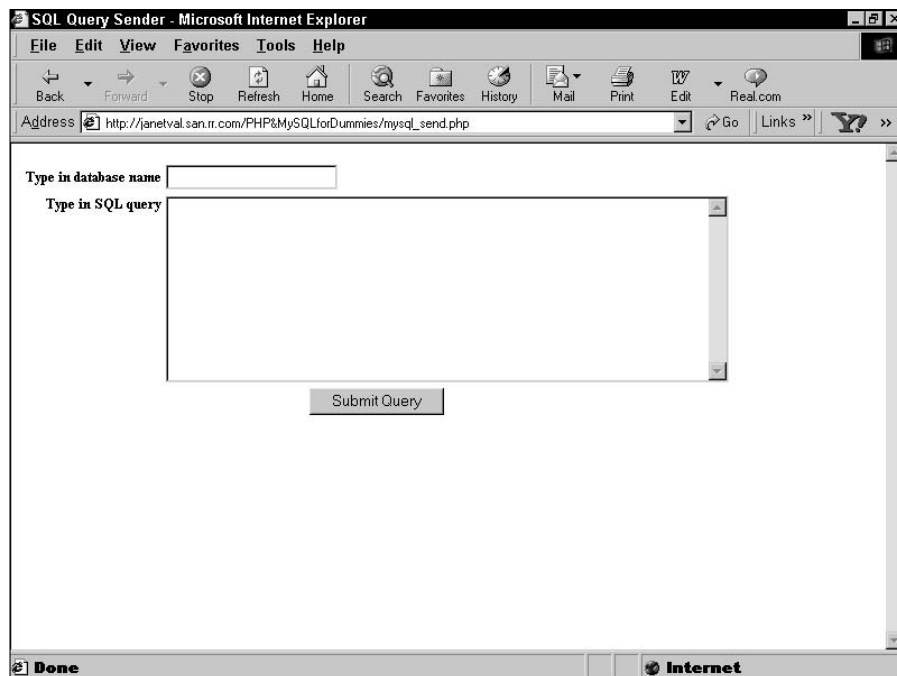 SQL Query Sender - Microsoft Internet Explorer
File Edit View Favorites Tools Help
Back Forward Stop Refresh Home Search Favorites History Mail Print Edit Real.com
Address http://janetval.san.rr.com/PHP&MySQLforDummies/mysql_send.php Go Links » Y? »
Type in database name
Type in SQL query
Submit Query
Done Internet